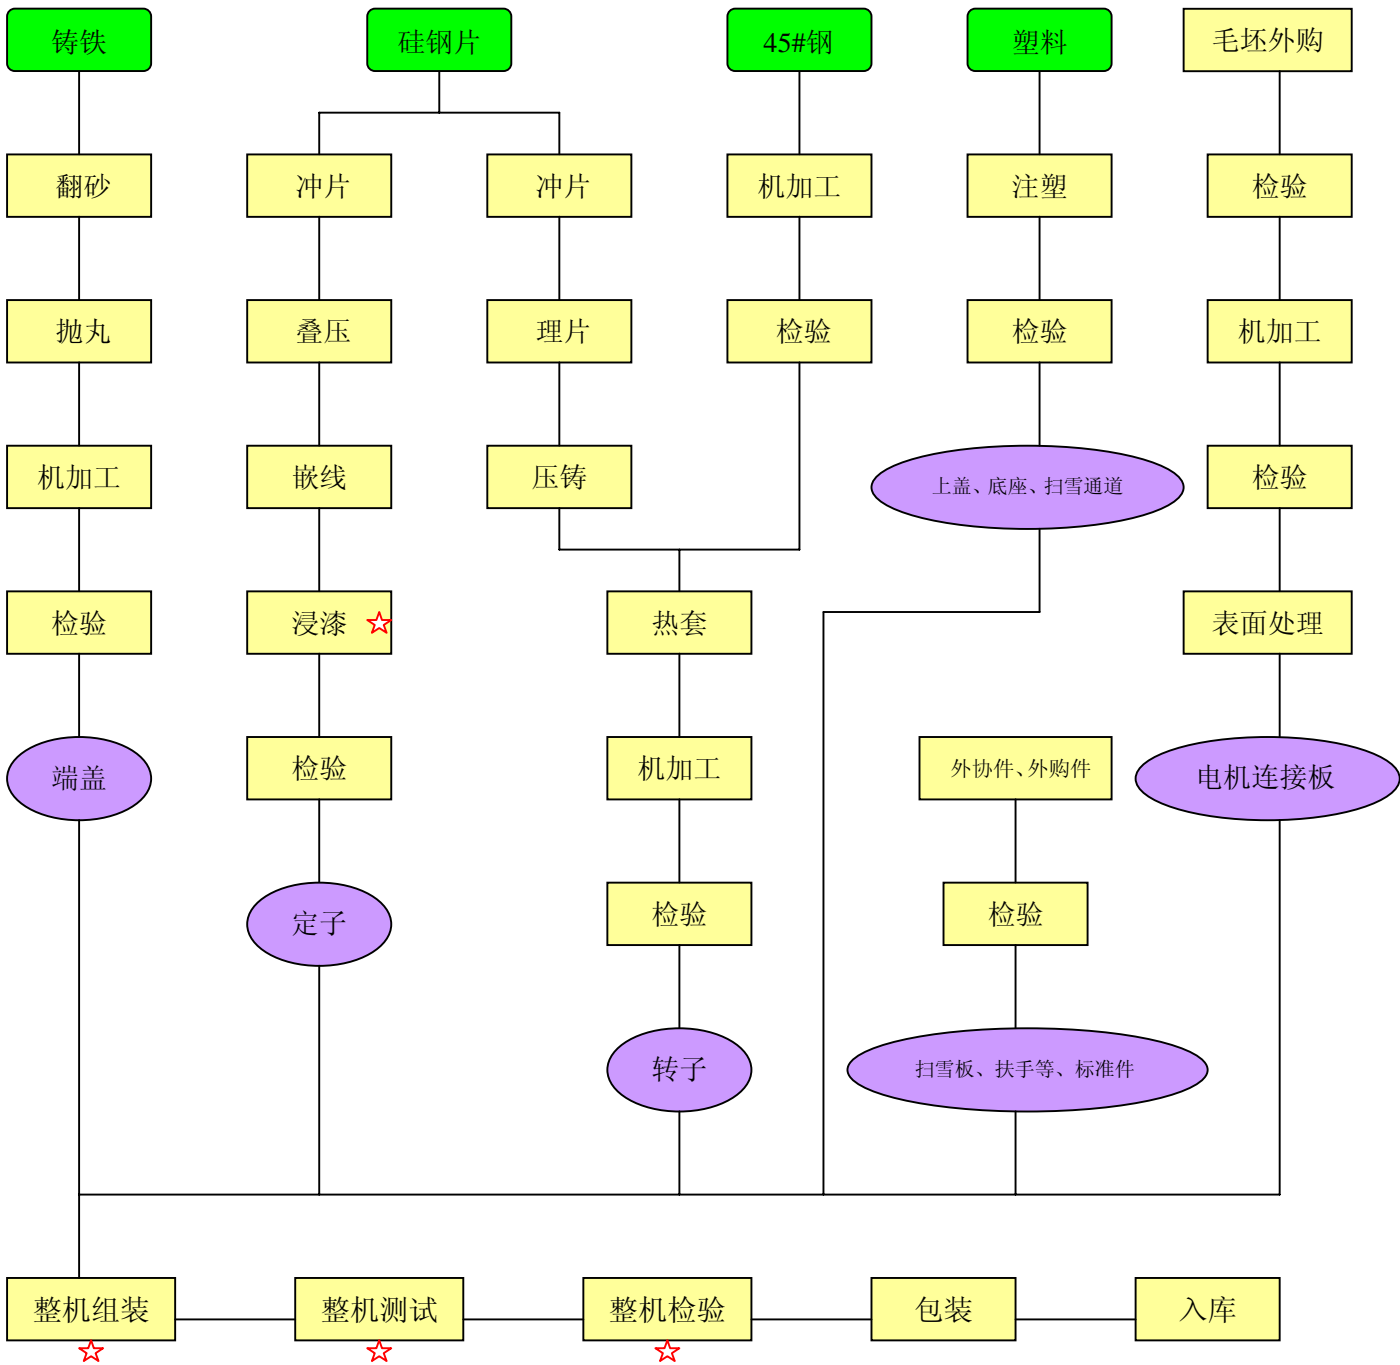 铸铁
硅钢片
45#钢
塑料
毛坯外购
翻砂
冲片
冲片
机加工
注塑
检验
抛丸
叠压
理片
检验
检验
机加工
机加工
嵌线
压铸
上盖、底座、扫雪通道
检验
检验
浸漆
热套
表面处理
端盖
检验
机加工
外协件、外购件
电机连接板
定子
检验
检验
转子
扫雪板、扶手等、标准件
整机组装
整机测试
整机检验
包装
入库